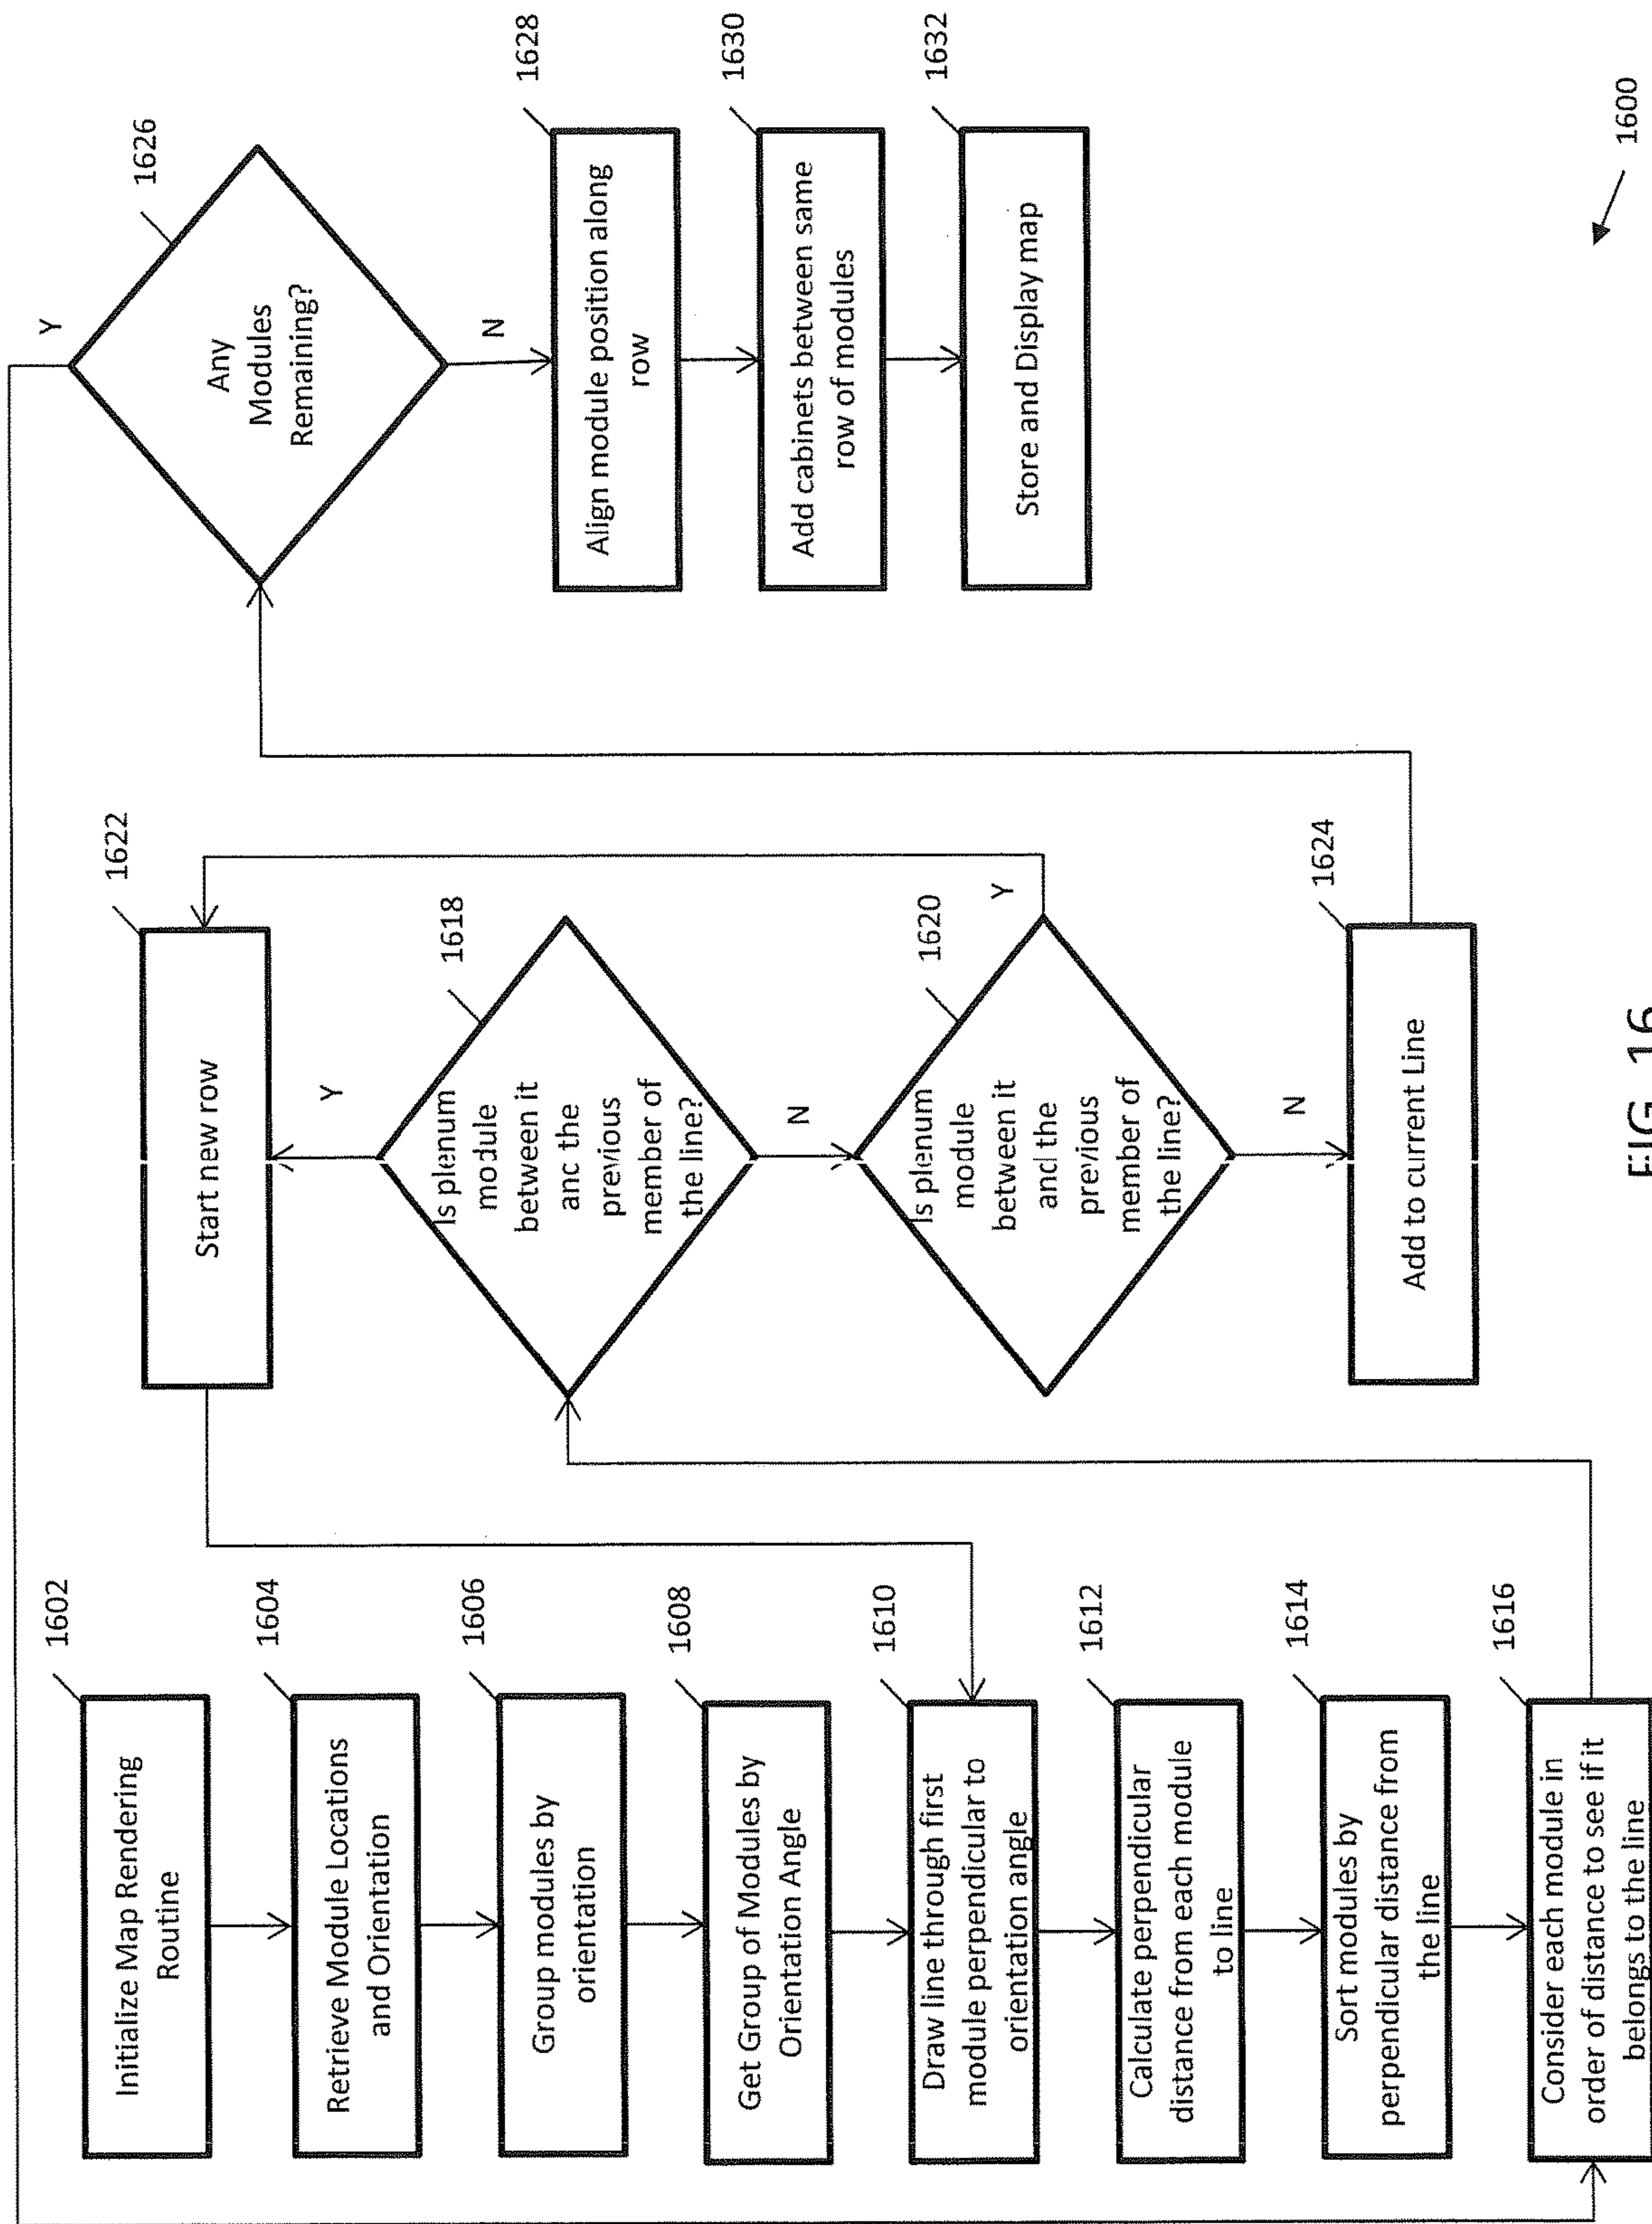 1602
Initialize Map Rendering
Routine
1604
Retrieve Module Locations
and Orientation
1606
Group modules by
orientation
1608
Get Group of Modules by
Orientation Angle
1610
Draw line through first
module perpendicular to
orientation angle
1612
Calculate perpendicular
distance from each module
to line
1614
Sort modules by
perpendicular distance from
the line
1616
Consider each module in
order of distance to see if it
belongs to the line
1622
Start new row
Y
1618
Is plenum
module
between it
and the
previous
member of
the line?
N
1620
Is plenum
module
between it
and the
previous
member of
the line?
Y
N
1624
Add to current Line
Y
1626
Any
Modules
Remaining?
N
1628
Align module position along
row
1630
Add cabinets between same
row of modules
1632
Store and Display map
1600
FIG 16